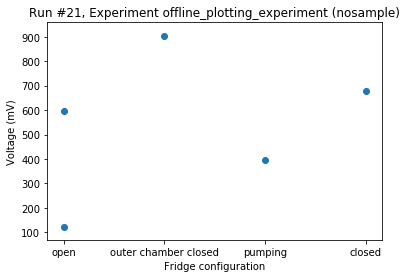 Run #21, Experiment offline_plotting_experiment (nosample)
900
800
700
600
500
400
300
200
100
Voltage (mV)
open outer chamber closed pumping closed
Fridge configuration